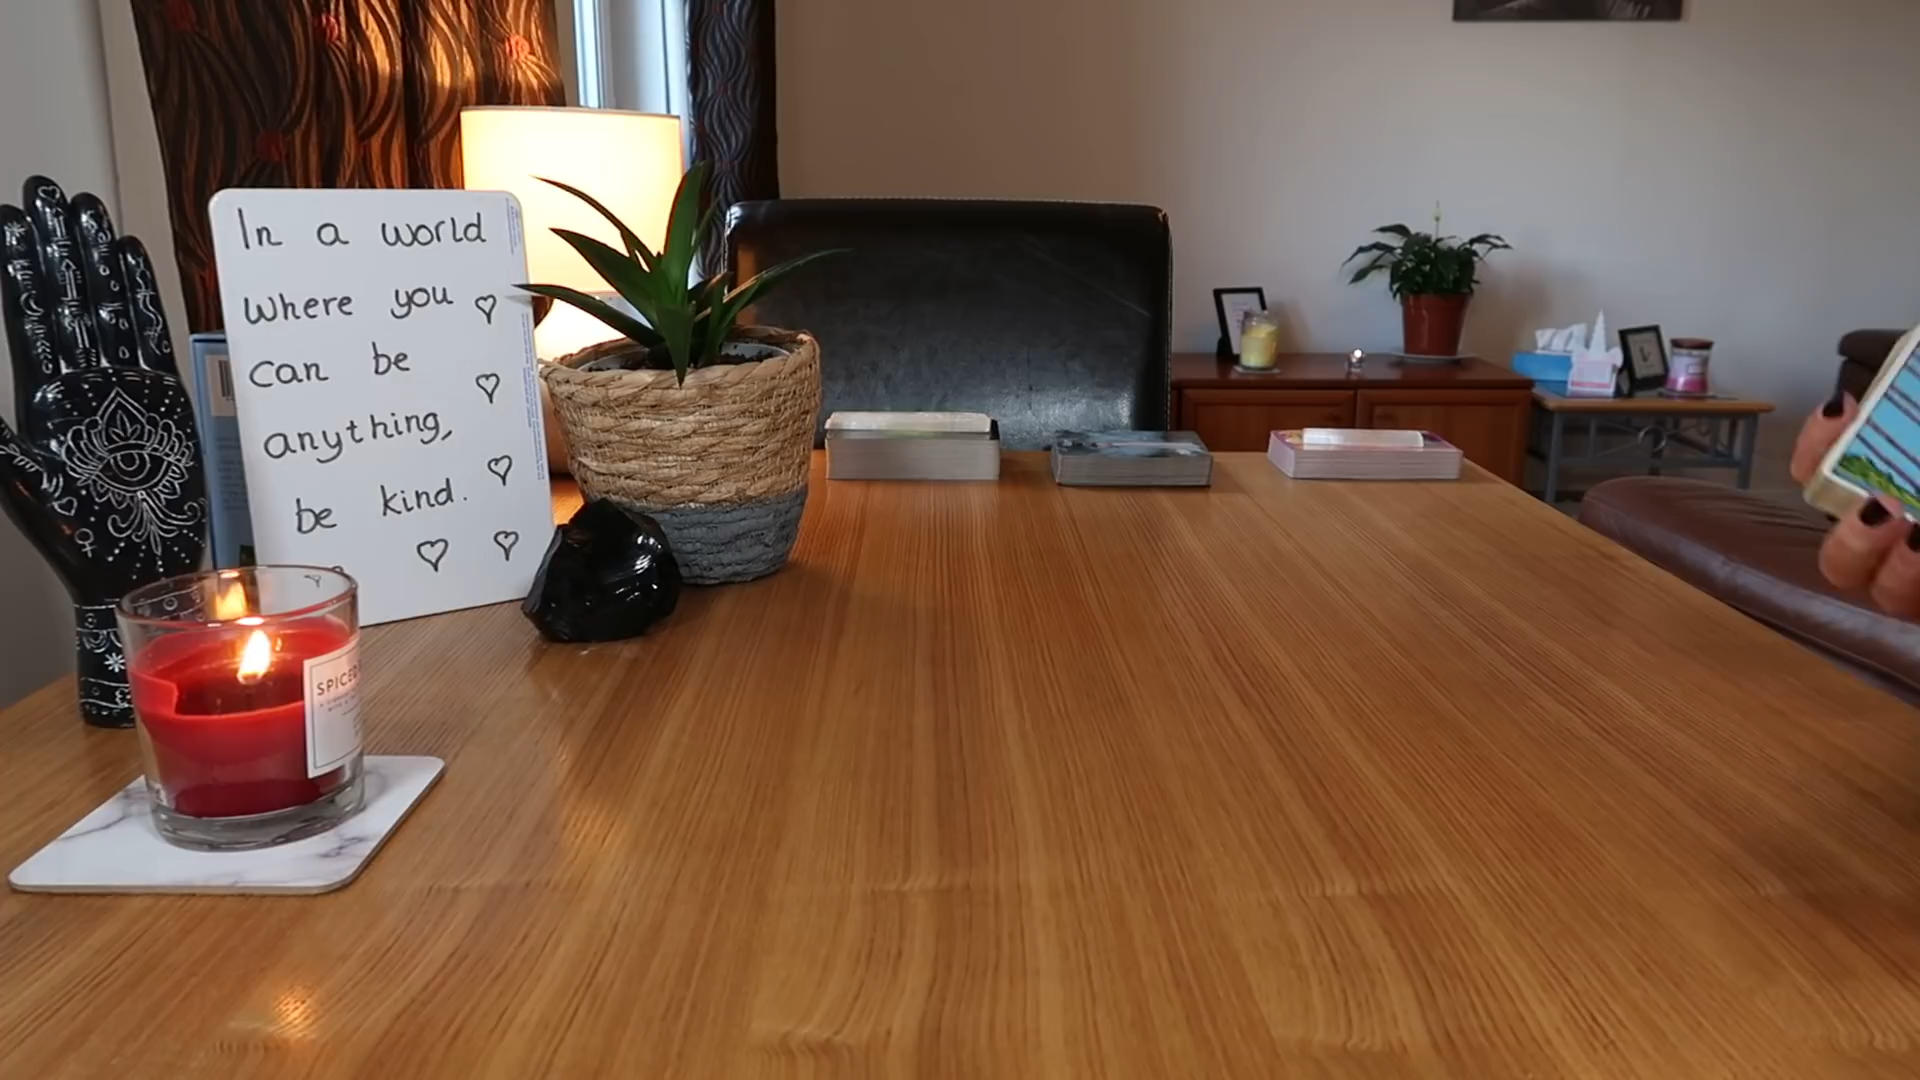 In a world
where you
can be
anything,
be kind.
SPICED